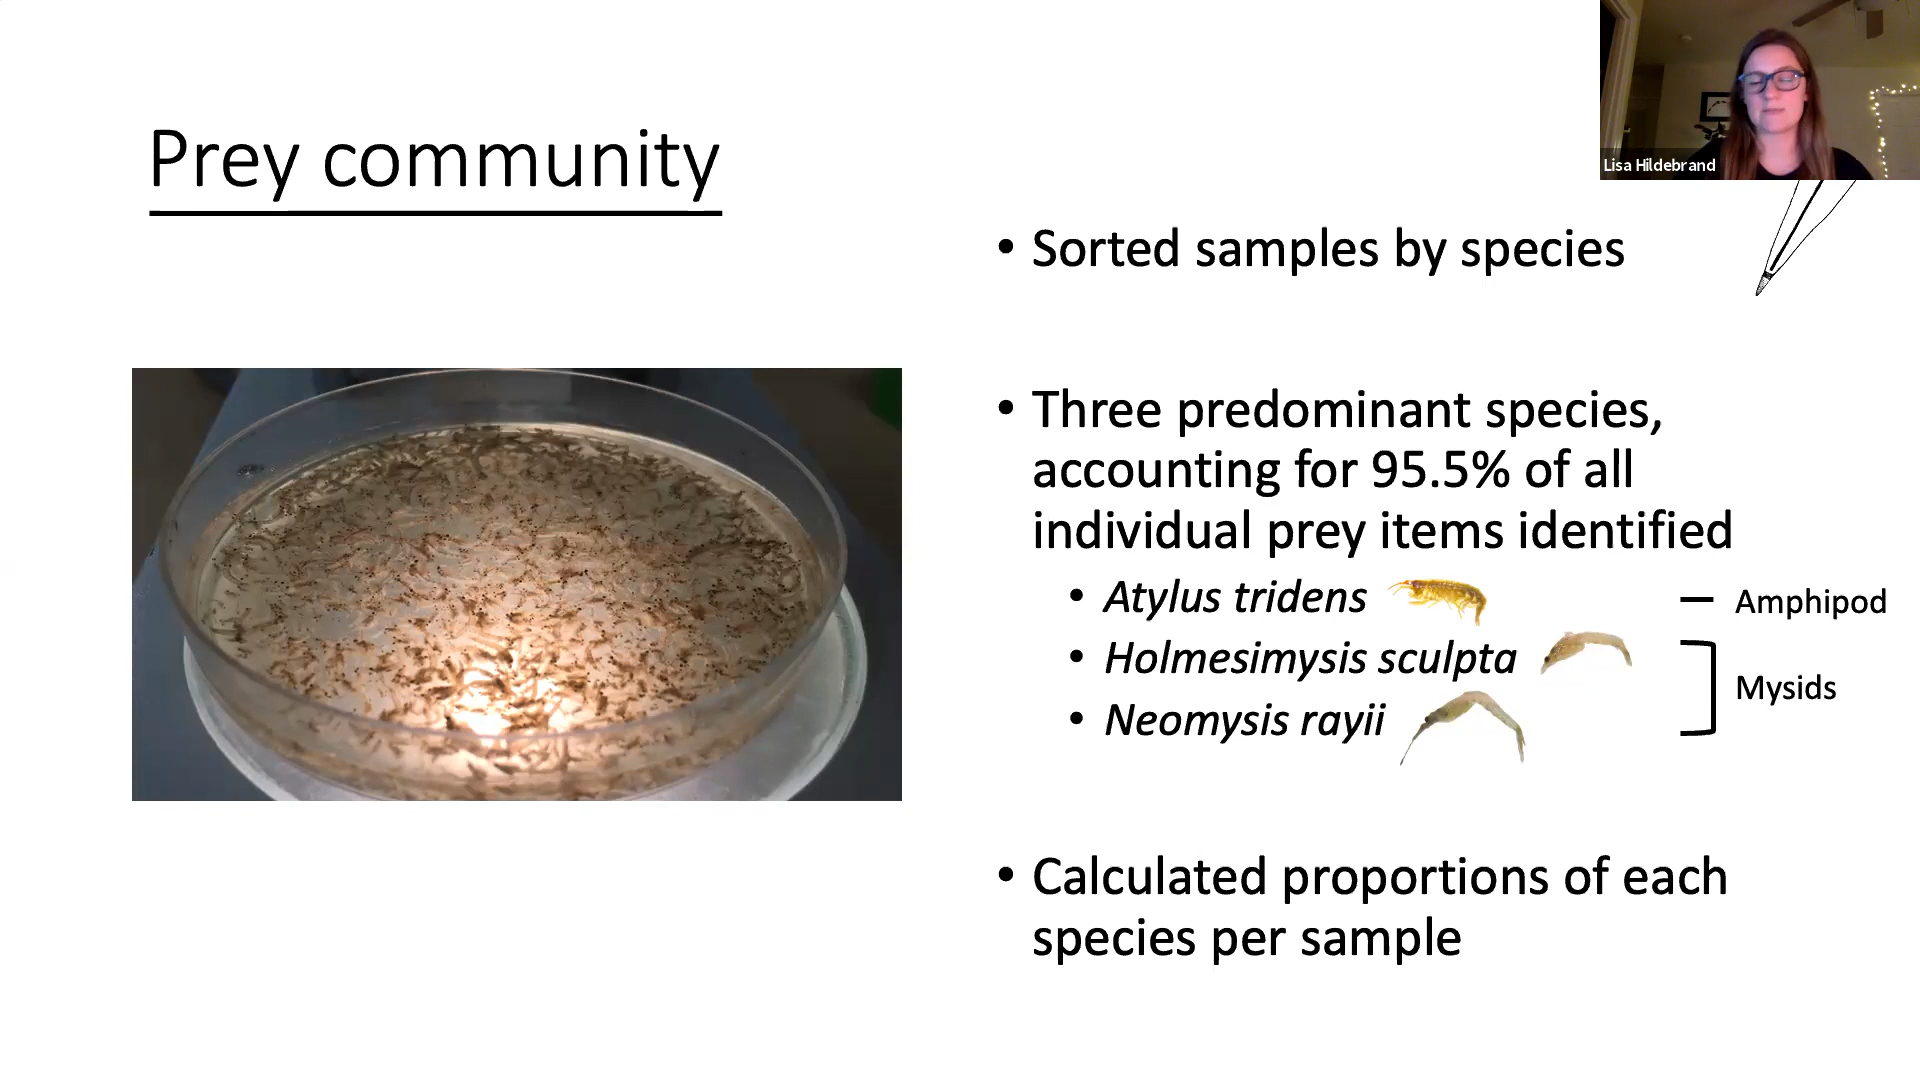 Prey community
Lisa Hildebrand
• Sorted samples by species
• Three predominant species,
accounting for 95.5% of all
individual prey items identified
• Atylus tridens
Amphipod
• Holmesimysis sculpta
Mysids
• Neomysis rayii
• Calculated proportions of each
species per sample